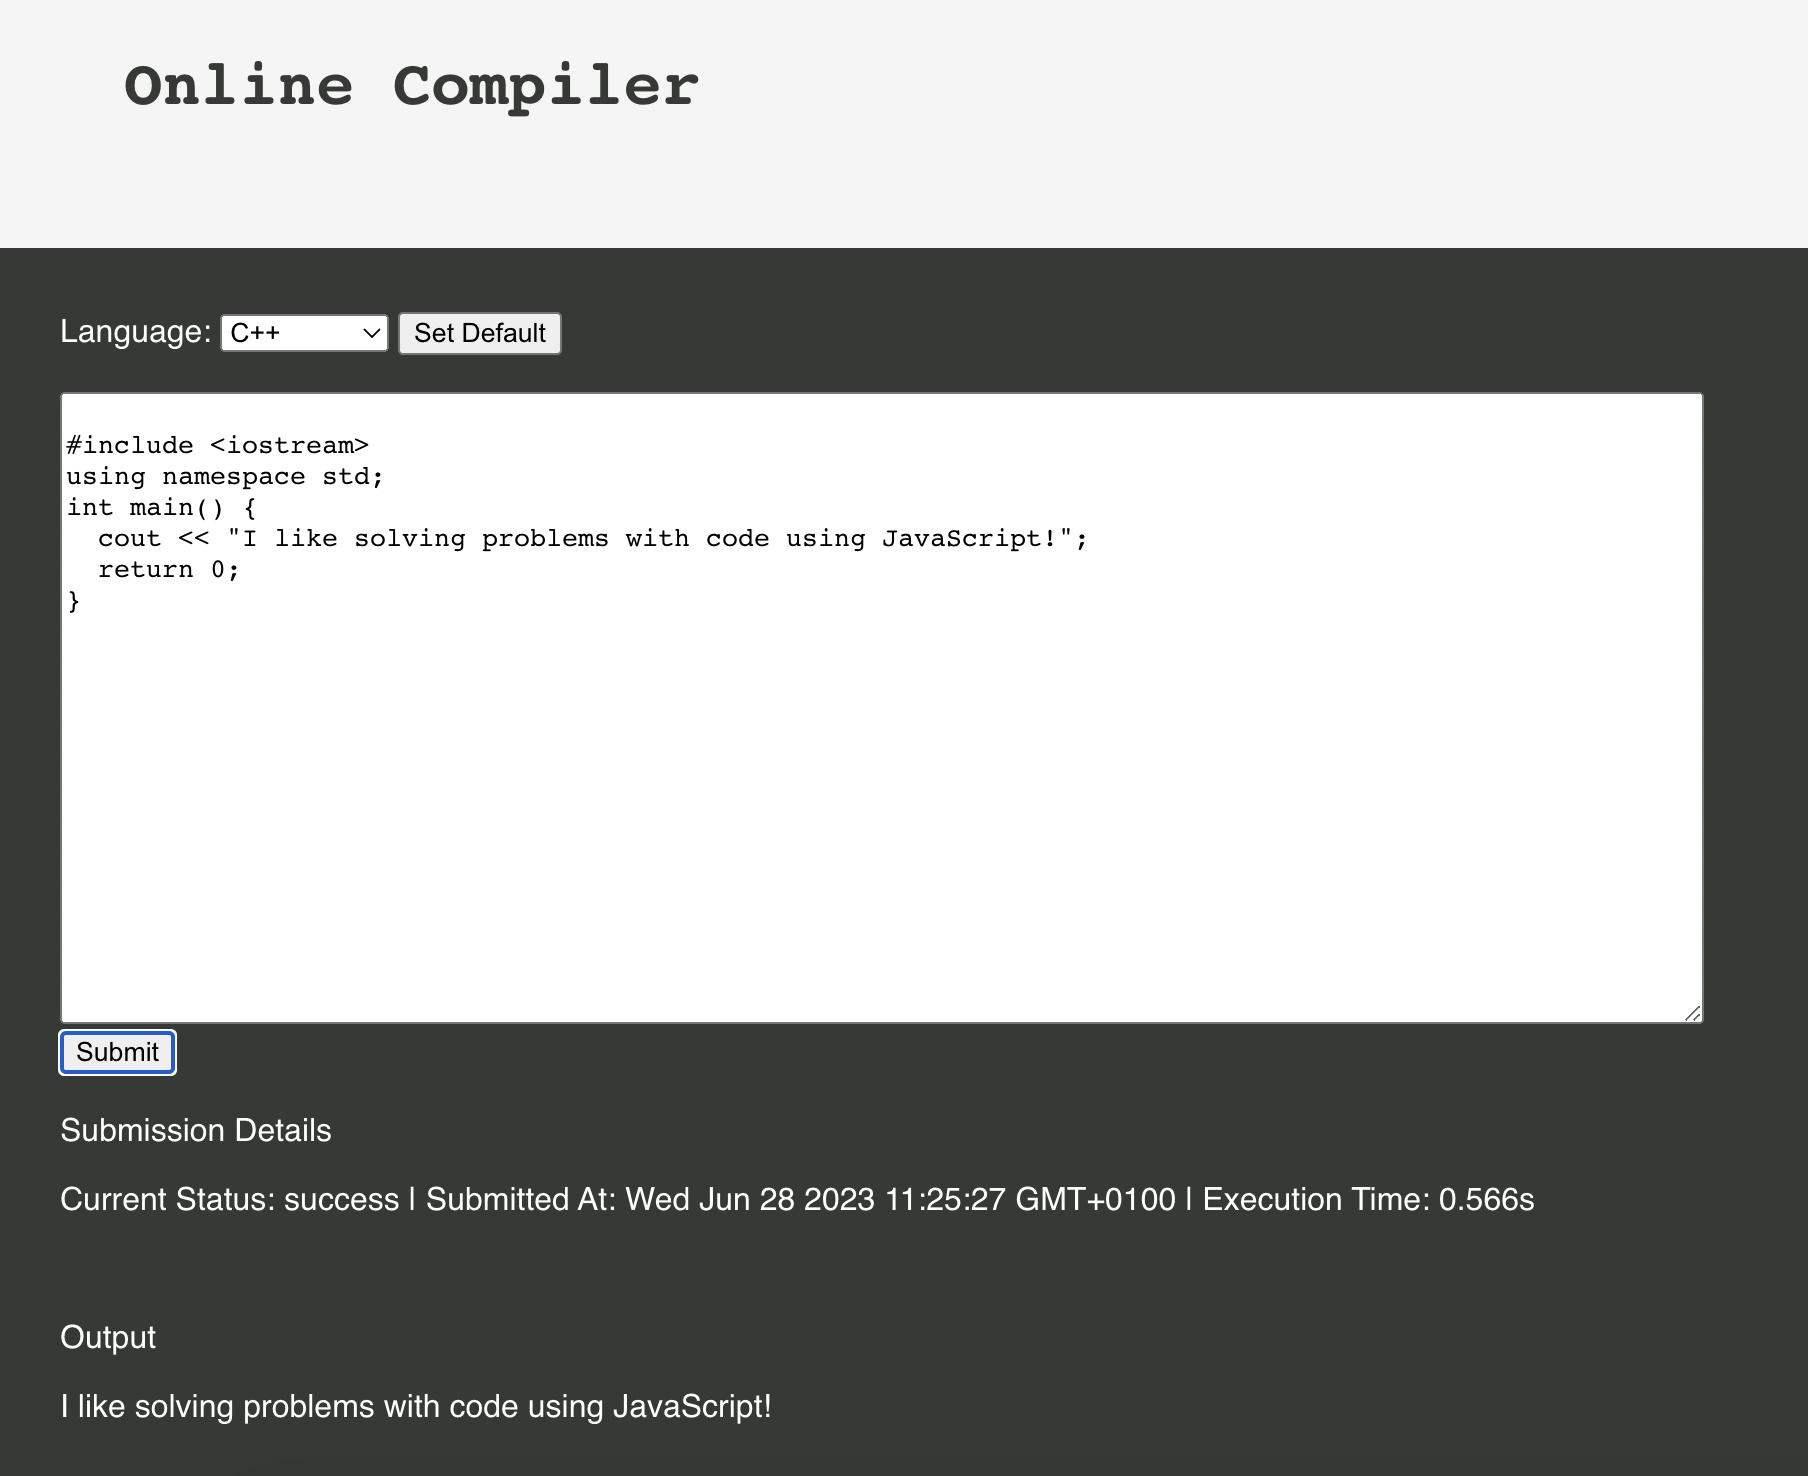 Online Compiler
Language: C++ Set Default
#include <iostream>
using namespace std;
int main() {
  cout << "I like solving problems with code using JavaScript!";
  return 0;
}
Submit
Submission Details
Current Status: success | Submitted At: Wed Jun 28 2023 11:25:27 GMT+0100 | Execution Time: 0.566s
Output
I like solving problems with code using JavaScript!